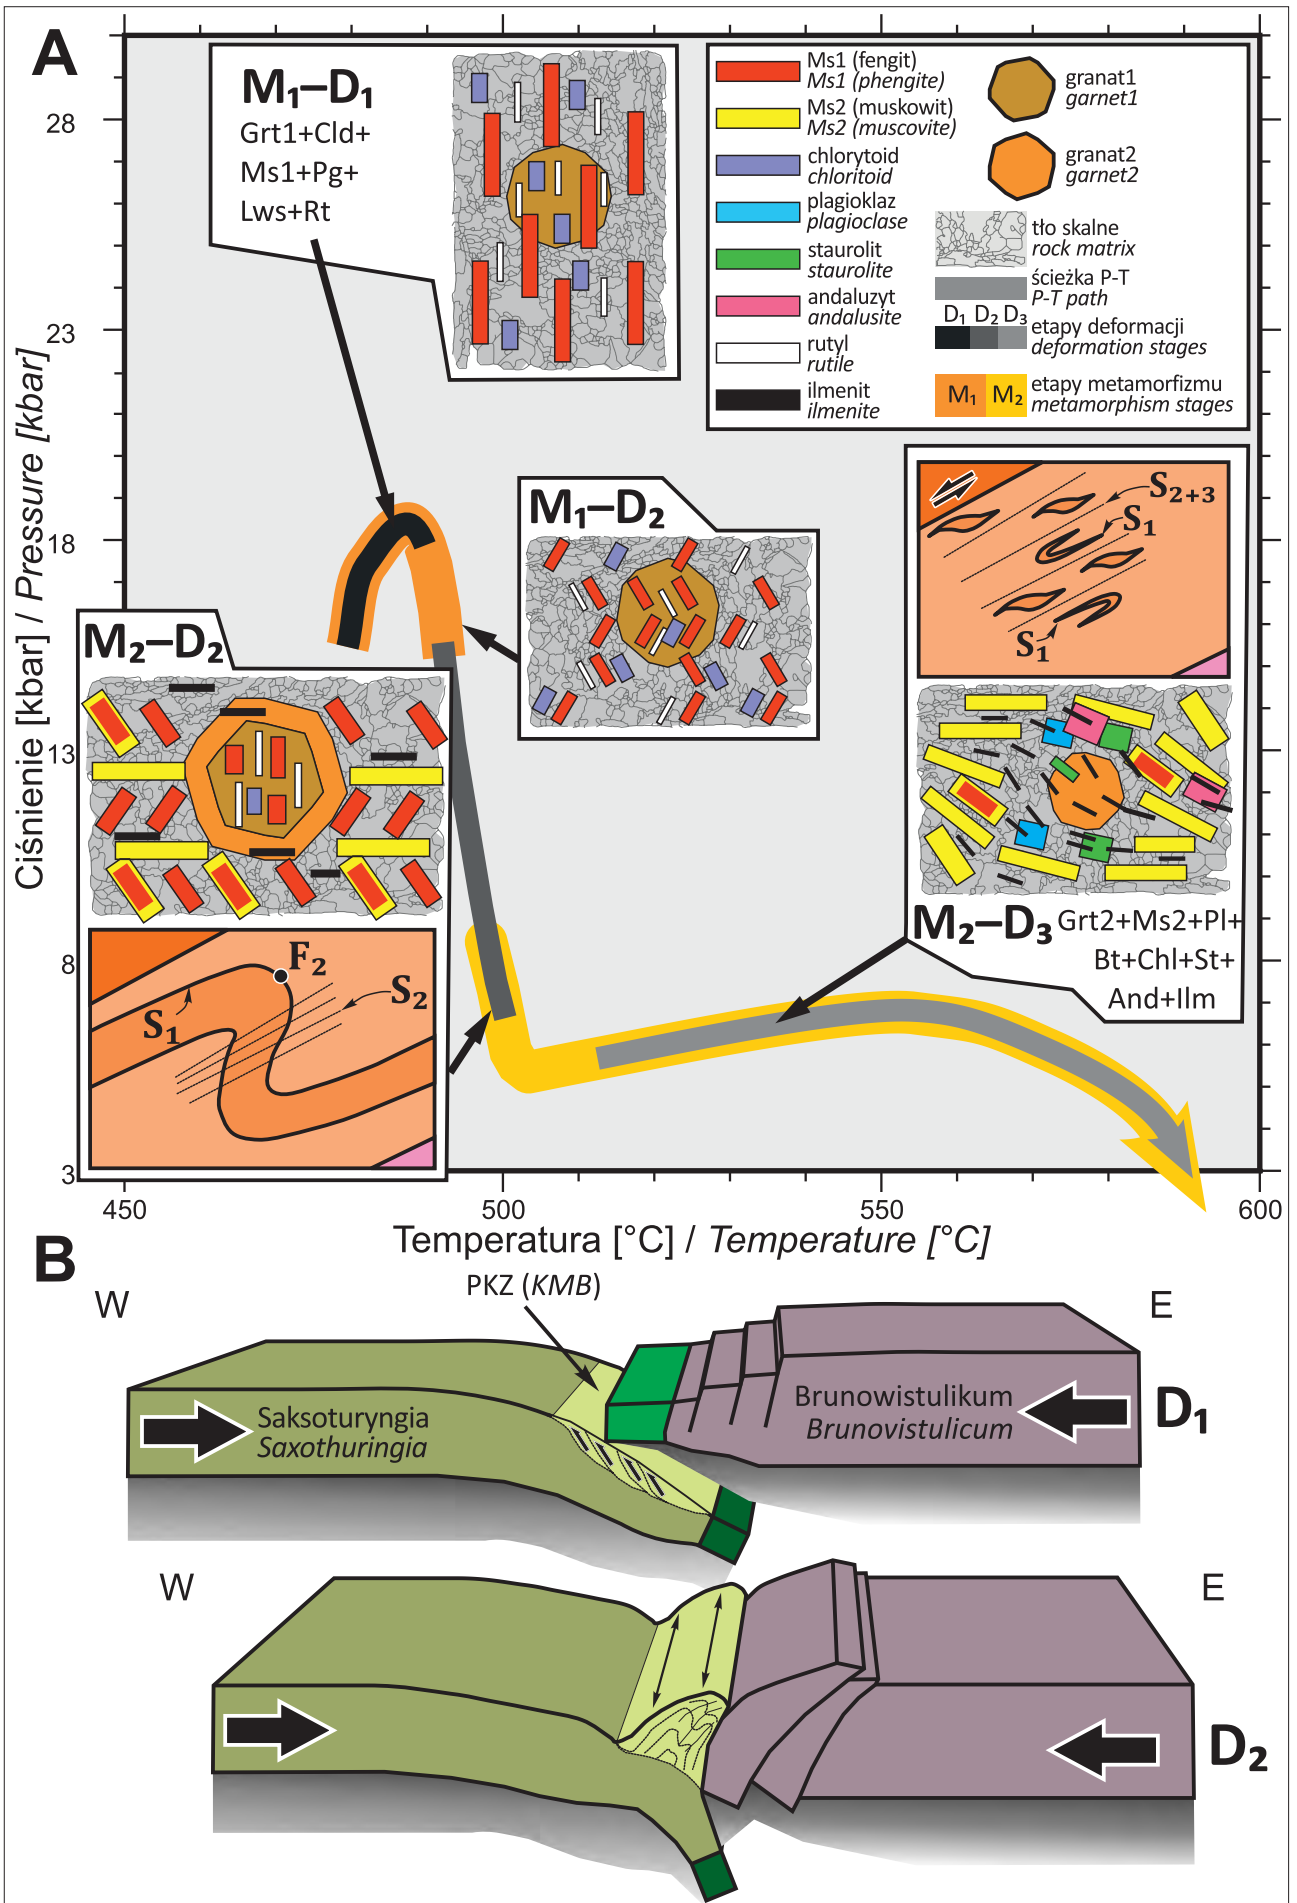 A
M₁–D₁
Grt1+Cld+
Ms1+Pg+
Lws+Rt
Ms1 (fengit)
Ms1 (phengite)
Ms2 (muskowit)
Ms2 (muscovite)
chlorytoid
chloritoid
plagioklaz
plagioclase
staurolit
staurolite
andaluzyt
andalusite
rutyl
rutile
ilmenit
ilmenite
granat1
garnet1
granat2
garnet2
tło skalne
rock matrix
ścieżka P-T
P-T path
D₁ D₂ D₃
etapy deformacji
deformation stages
M₁ M₂
etapy metamorfizmu
metamorphism stages
28
23
18
13
8
3
Ciśnienie [kbar] / Pressure [kbar]
M₁–D₂
M₂–D₂
F₂
S₁
S₂
S₂₊₃
S₁
S₁
M₂–D₃ Grt2+Ms2+Pl+
Bt+Chl+St+
And+Ilm
450
500
550
600
Temperatura [°C] / Temperature [°C]
B
PKZ (KMB)
W
E
Saksoturyngia
Saxothuringia
Brunowistulikum
Brunovistulicum
D₁
W
E
D₂